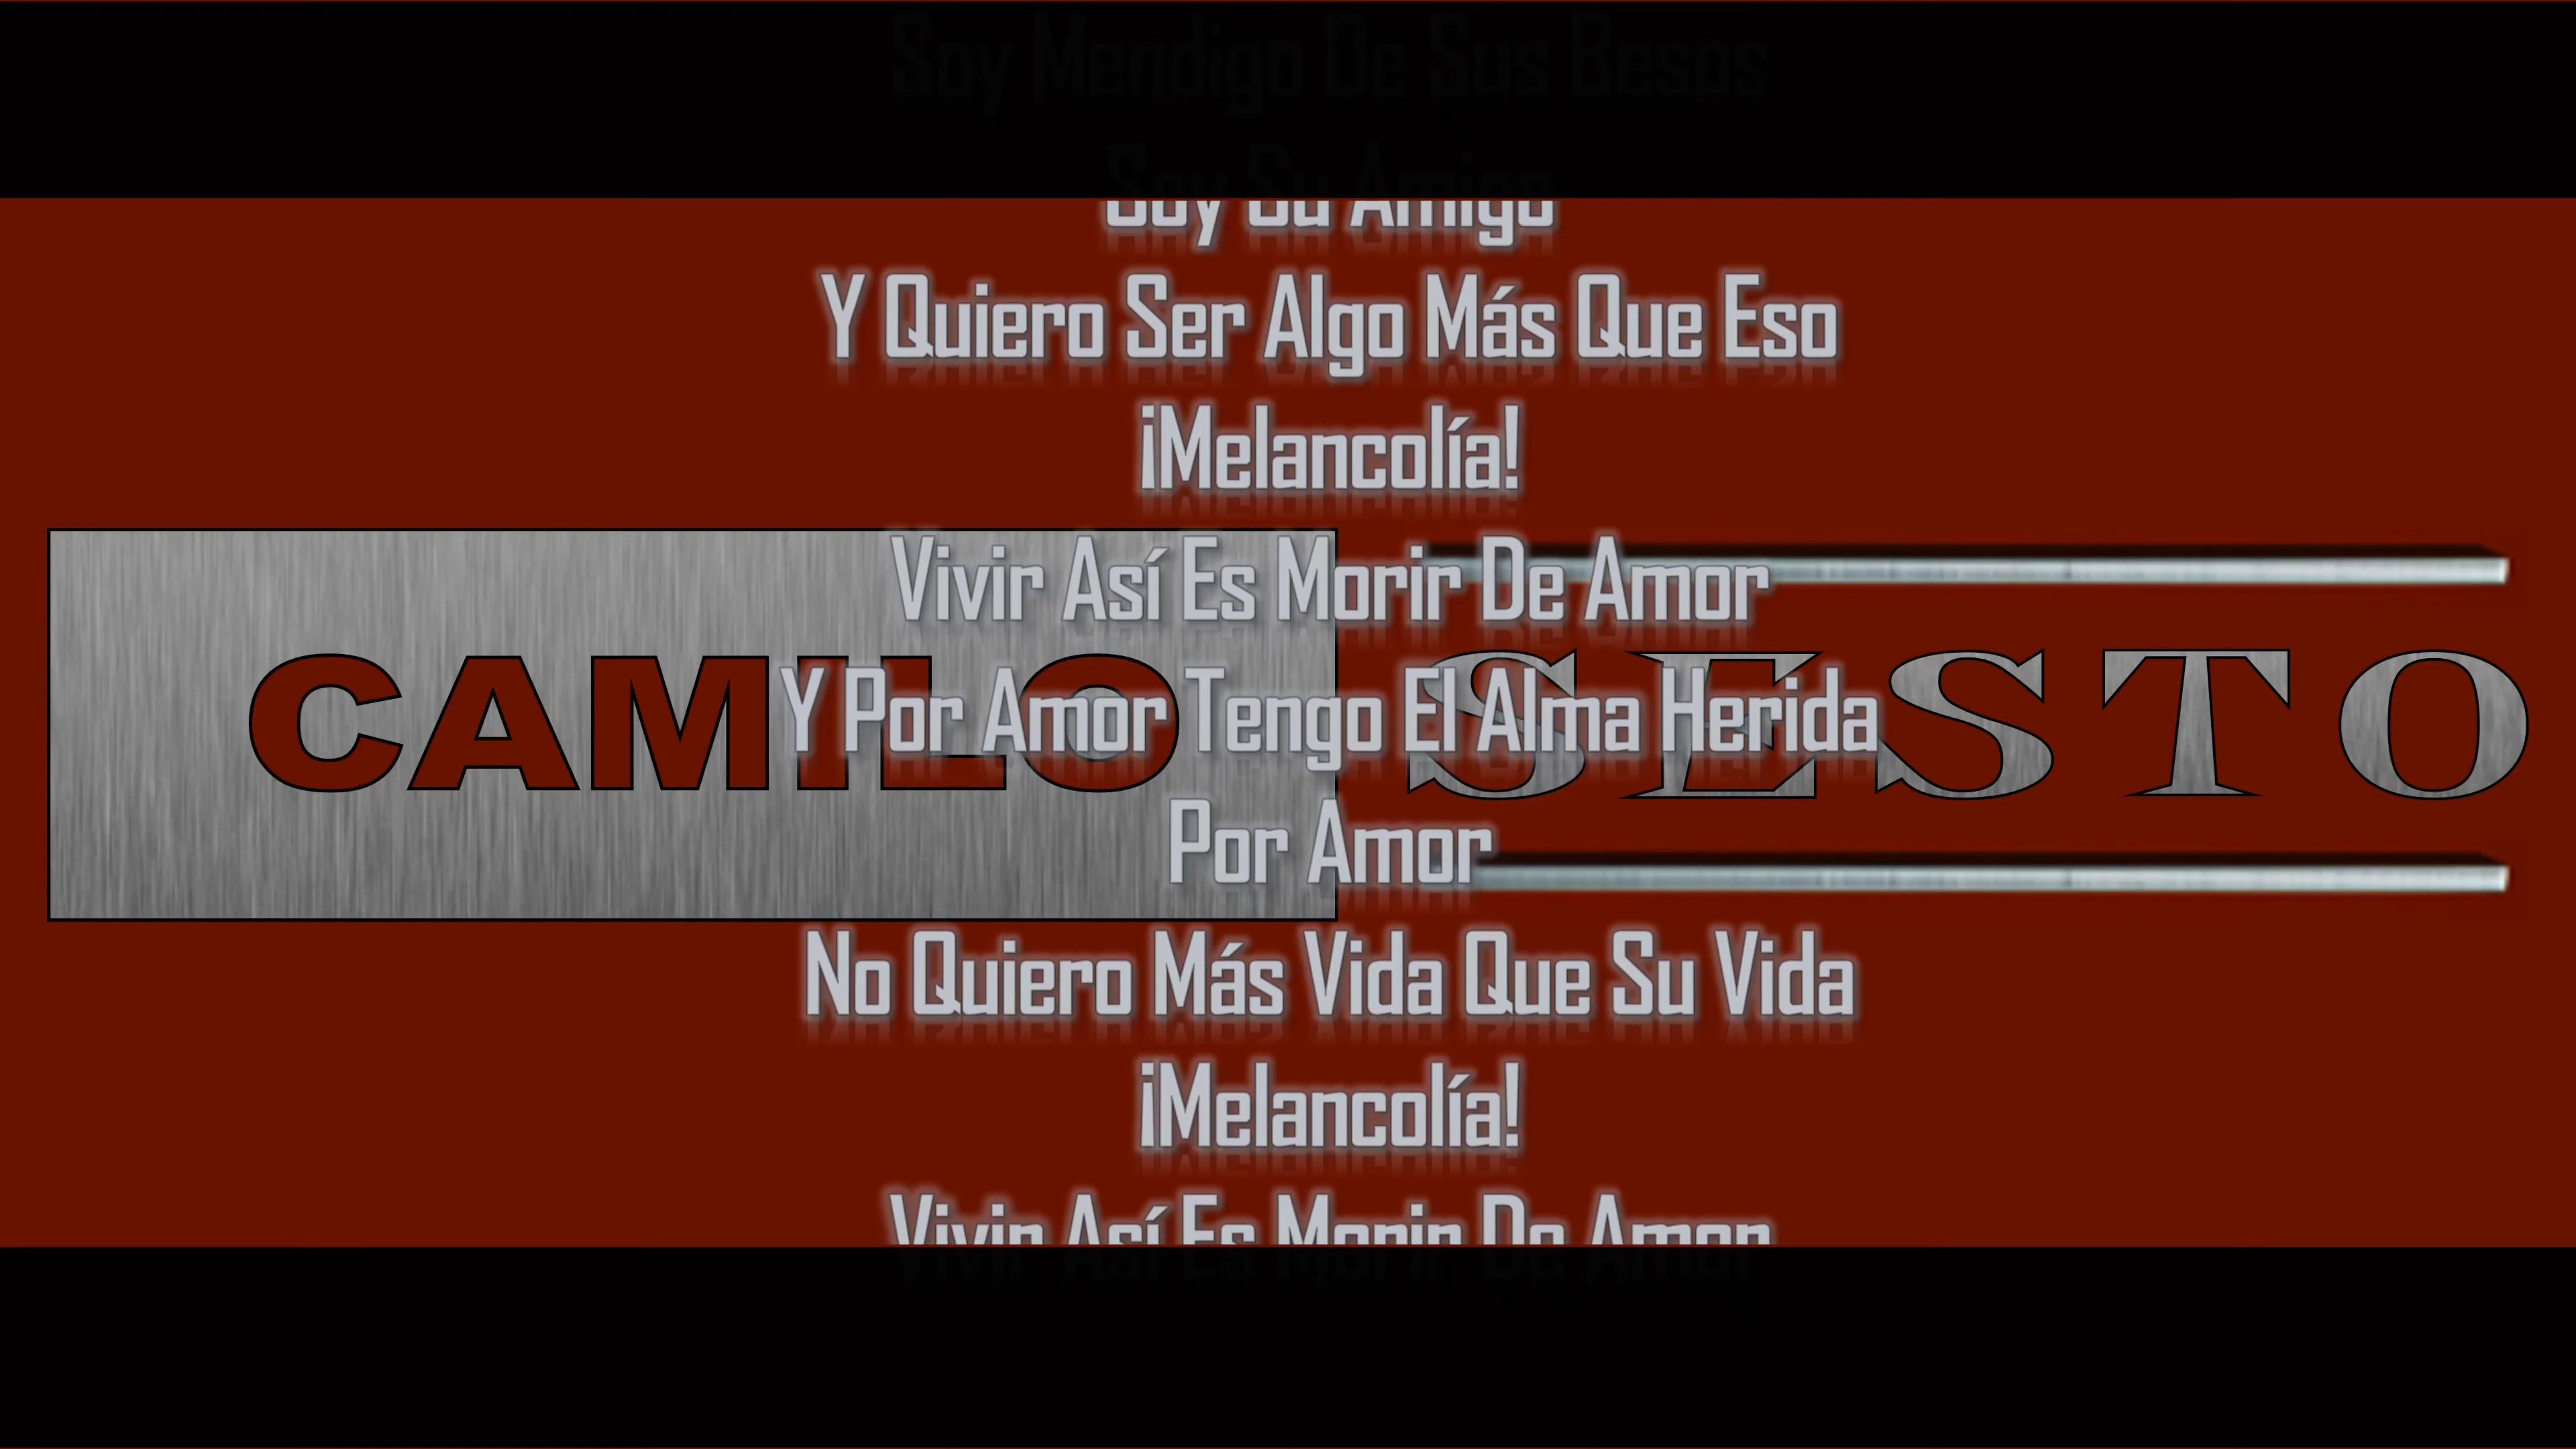 Soy Mendigo De Sus Besos
Soy Su Amigo
Y Quiero Ser Algo Más Que Eso
¡Melancolía!
Vivir Así Es Morir De Amor
CAMILO SESTO
Y Por Amor Tengo El Alma Herida
Por Amor
No Quiero Más Vida Que Su Vida
¡Melancolía!
Vivir Así Es Morir De Amor